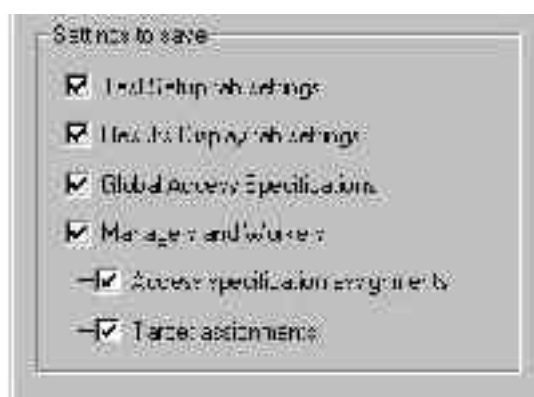 Settings to save
Test Setup tab settings
Results Display tab settings
Global Access Specifications
Managers and Workers
Access specification assignments
Target assignments